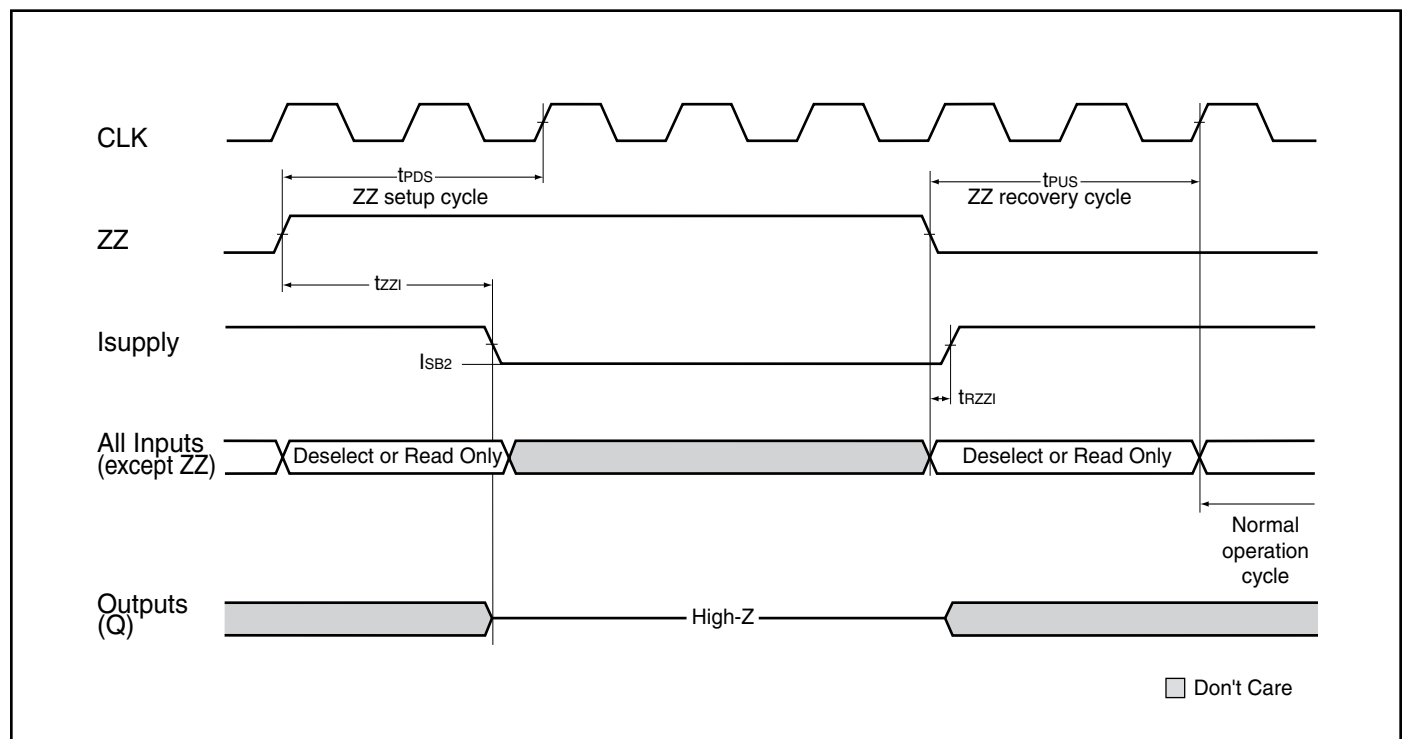 CLK
tPDS
ZZ setup cycle
tPUS
ZZ recovery cycle
ZZ
tZZI
Isupply
ISB2
tRZZI
All Inputs
(except ZZ)
Deselect or Read Only
Deselect or Read Only
Normal
operation
cycle
Outputs
(Q)
High-Z
Don't Care